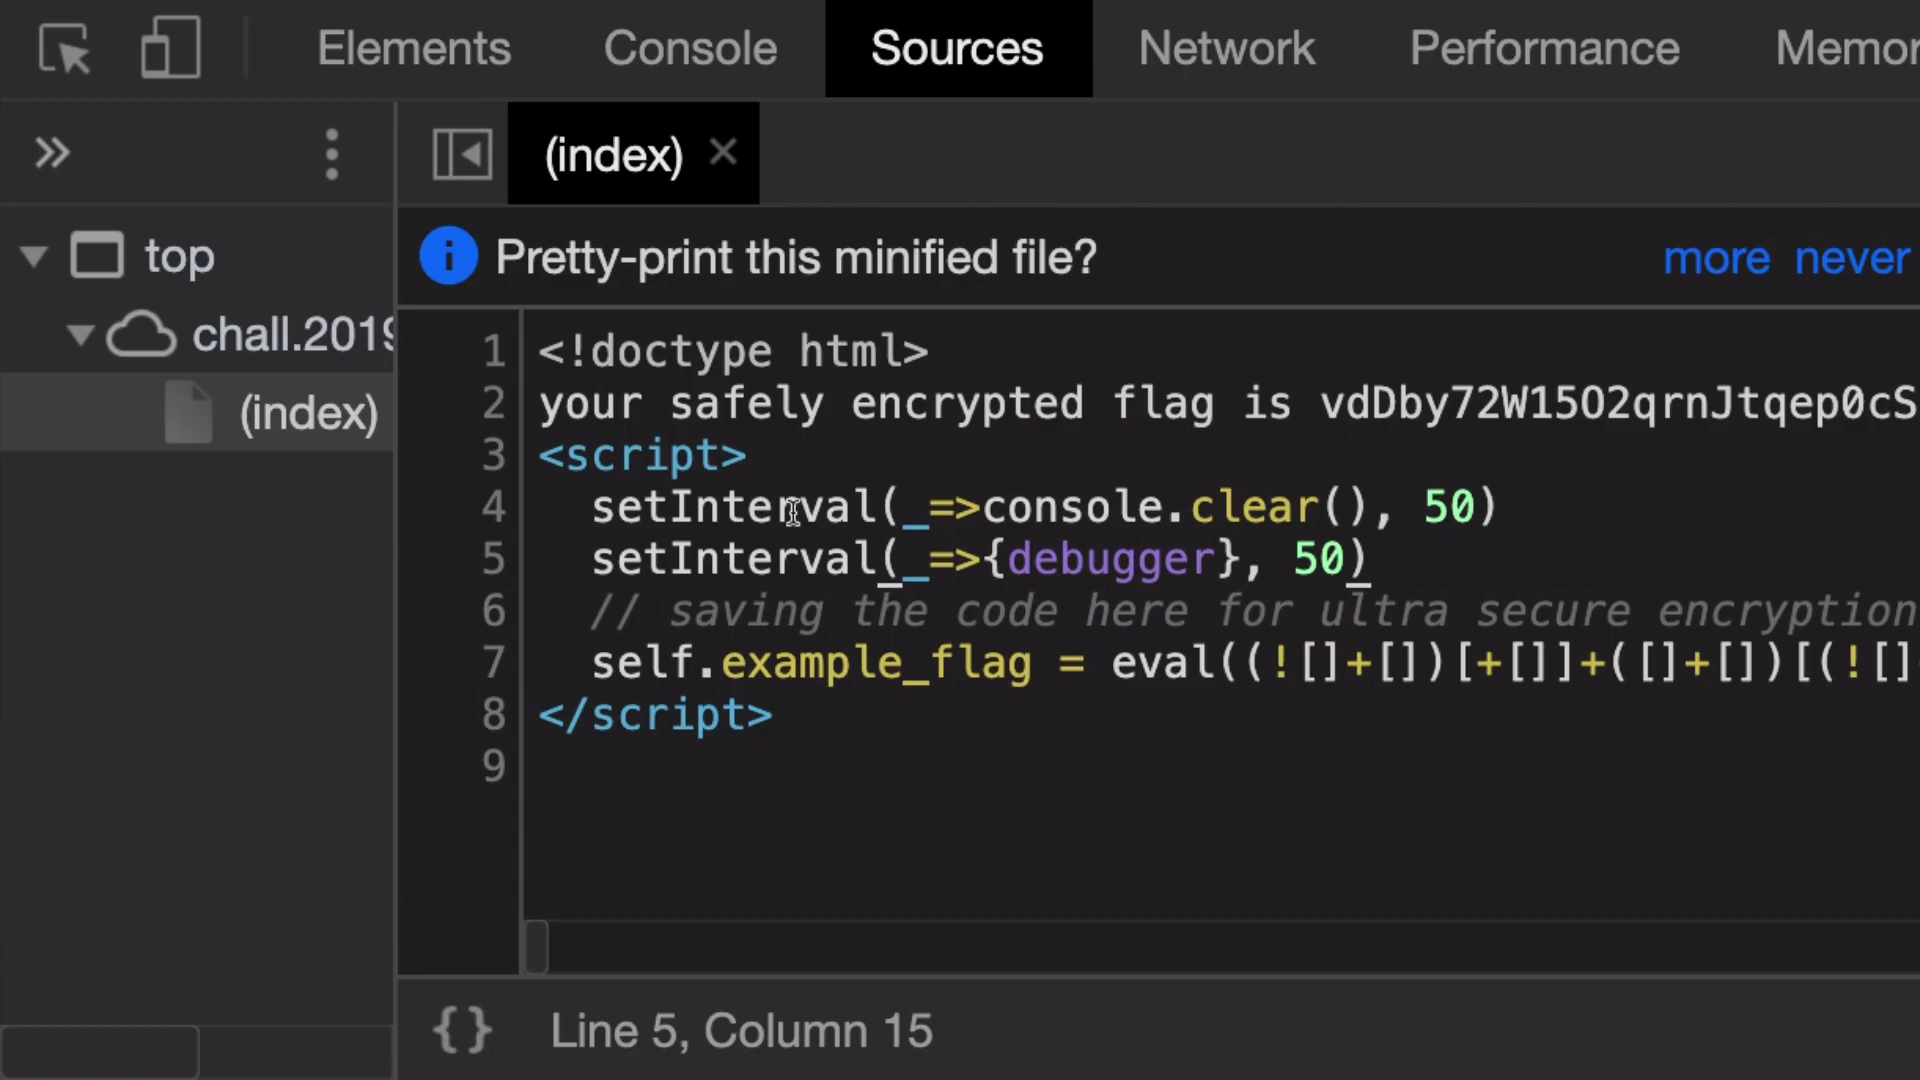 Elements Console Sources Network Performance Memor
(index) ×
Pretty-print this minified file? more never
top
chall.2019
(index)
1 <!doctype html>
2 your safely encrypted flag is vdDby72W15O2qrnJtqep0cS
3 <script>
4 setInterval(_=>console.clear(), 50)
5 setInterval(_=>{debugger}, 50)
6 // saving the code here for ultra secure encryption
7 self.example_flag = eval((![]+[])[+[]]+([]+[])[(![]
8 </script>
9
{} Line 5, Column 15